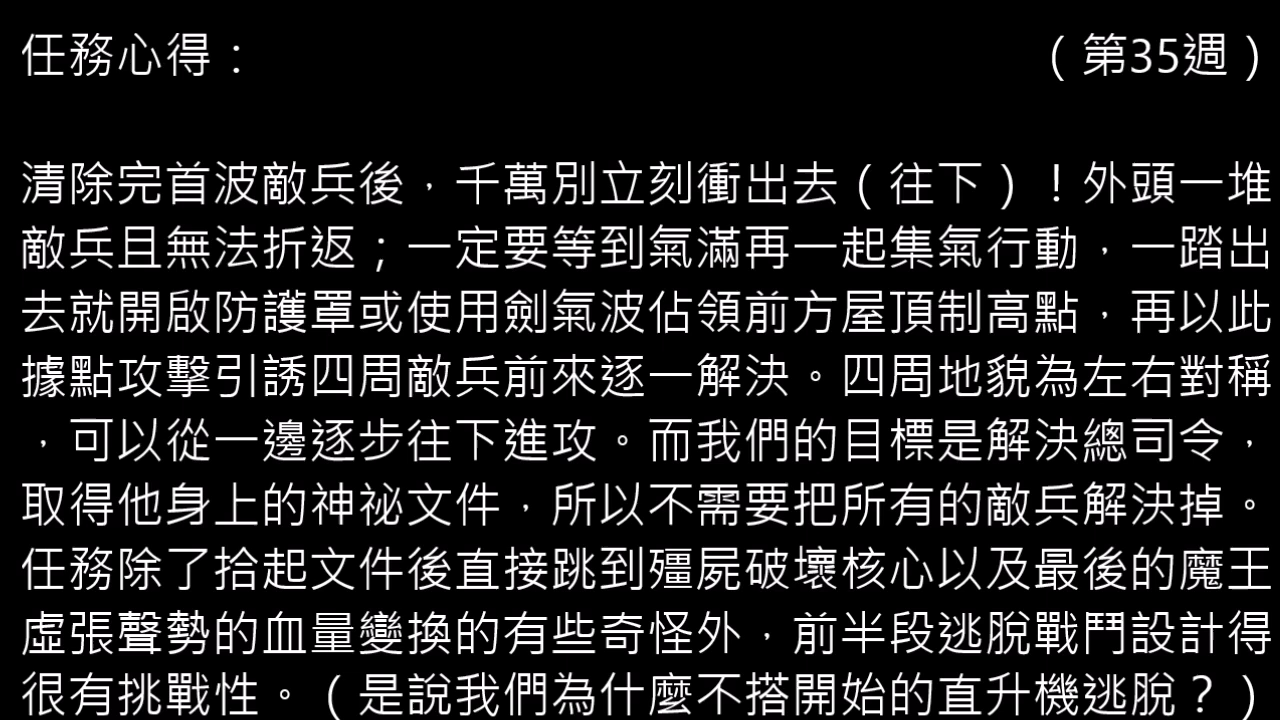 任務心得：（第35週）
清除完首波敵兵後，千萬別立刻衝出去（往下）！外頭一堆
敵兵且無法折返；一定要等到氣滿再一起集氣行動，一踏出
去就開啟防護罩或使用劍氣波佔領前方屋頂制高點，再以此
據點攻擊引誘四周敵兵前來逐一解決。四周地貌為左右對稱
，可以從一邊逐步往下進攻。而我們的目標是解決總司令，
取得他身上的神祕文件，所以不需要把所有的敵兵解決掉。
任務除了拾起文件後直接跳到殭屍破壞核心以及最後的魔王
虛張聲勢的血量變換的有些奇怪外，前半段逃脫戰鬥設計得
很有挑戰性。（是說我們為什麼不搭開始的直升機逃脫？）